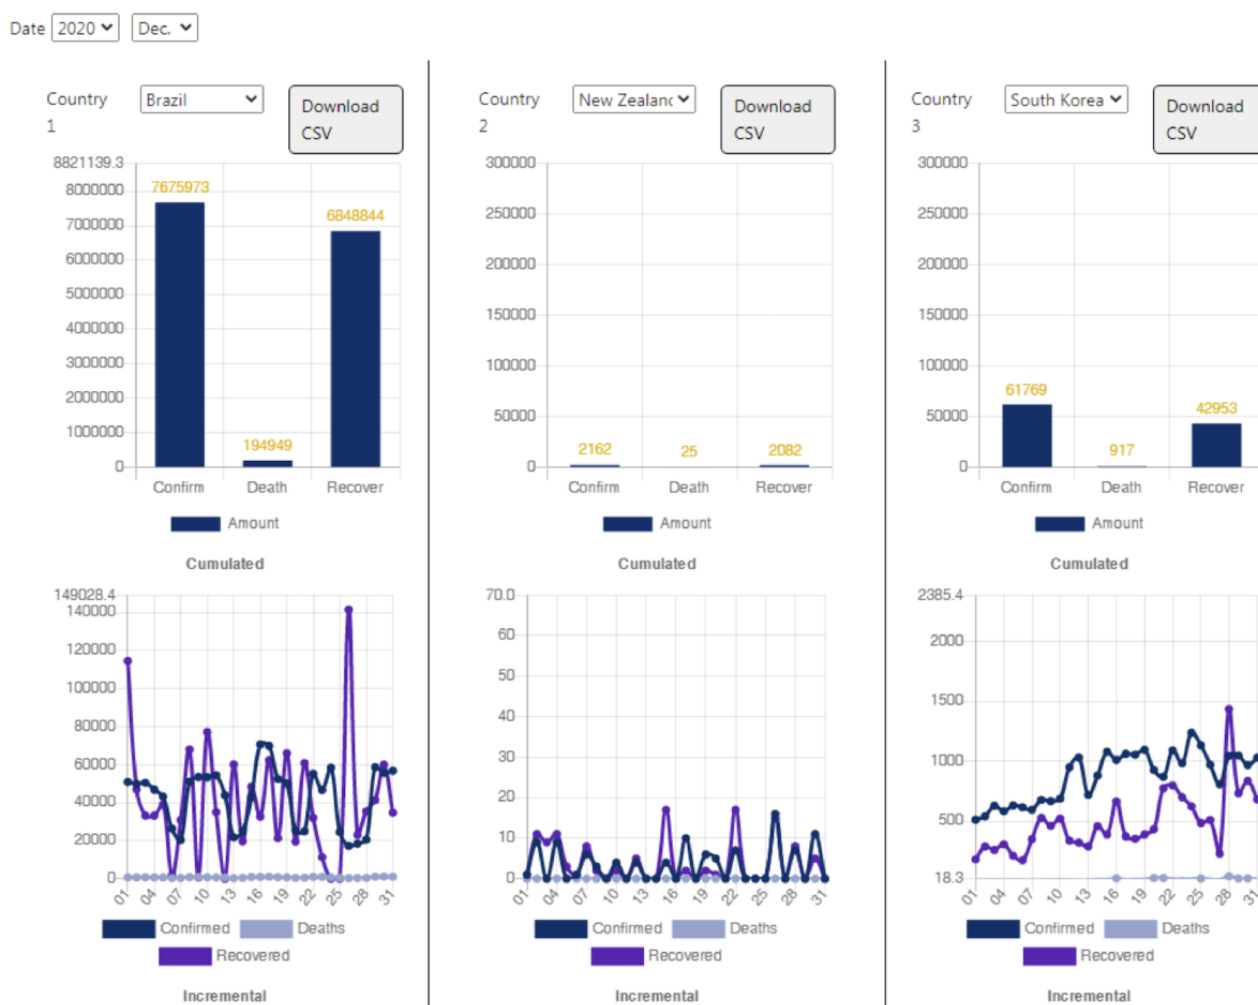 Date 2020 Dec.
Country 1
Brazil
Download CSV
8821139.3
8000000
7000000
6000000
5000000
4000000
3000000
2000000
1000000
0
7675973
194949
6848844
Confirm Death Recover
Amount
Cumulated
149028.4
140000
120000
100000
80000
60000
40000
20000
0
01 04 07 10 13 16 19 22 25 28 31
Confirmed Deaths
Recovered
Incremental
Country 2
New Zealand
Download CSV
300000
250000
200000
150000
100000
50000
0
2162
25
2082
Confirm Death Recover
Amount
Cumulated
70.0
60
50
40
30
20
10
0
01 04 07 10 13 16 19 22 25 28 31
Confirmed Deaths
Recovered
Incremental
Country 3
South Korea
Download CSV
300000
250000
200000
150000
100000
50000
0
61769
917
42953
Confirm Death Recover
Amount
Cumulated
2385.4
2000
1500
1000
500
18.3
01 04 07 10 13 16 19 22 25 28 31
Confirmed Deaths
Recovered
Incremental